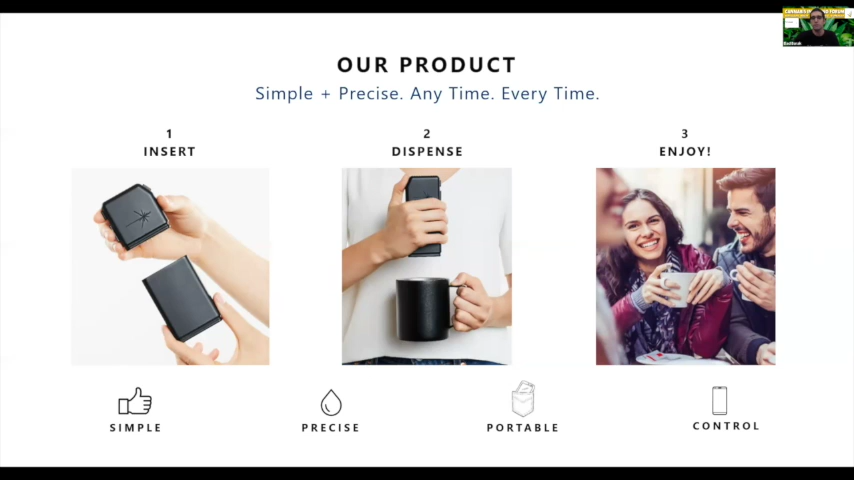 OUR PRODUCT
Simple + Precise. Any Time. Every Time.
1
INSERT
2
DISPENSE
3
ENJOY!
SIMPLE
PRECISE
PORTABLE
CONTROL